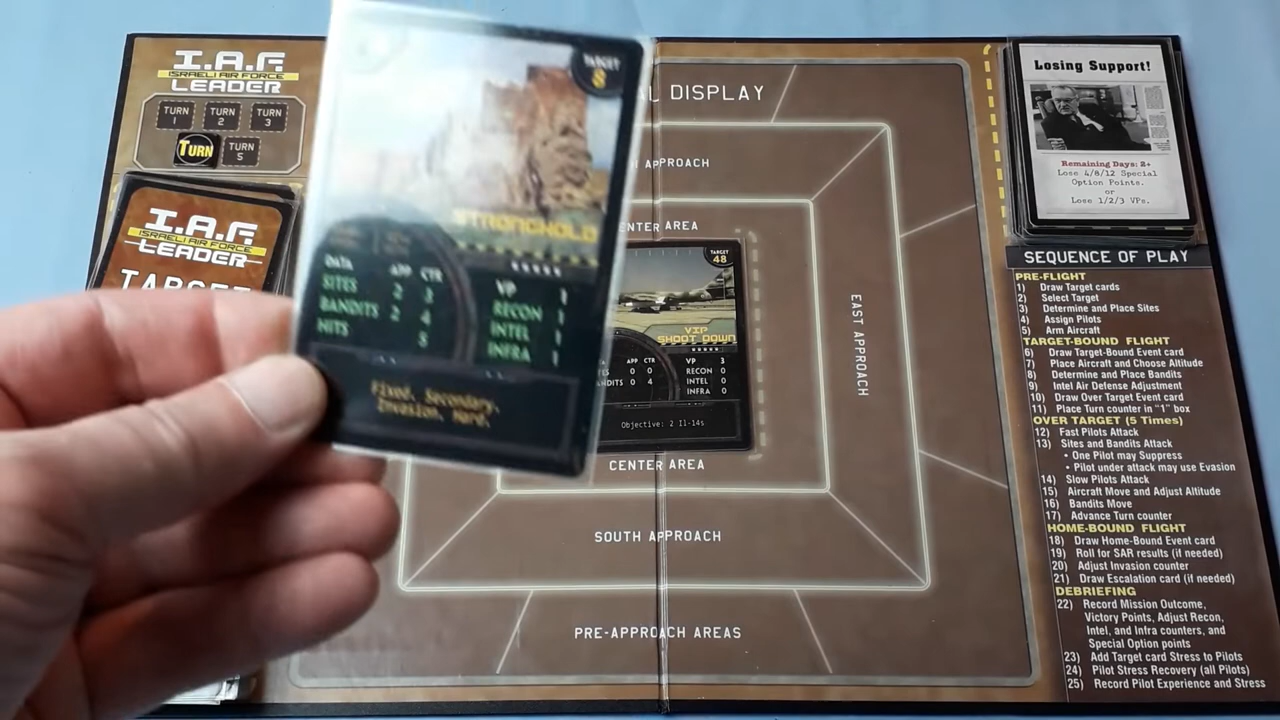 I.A.F.
ISRAELI AIR FORCE
LEADER
TURN 1
TURN 2
TURN 3
TURN
TURN 5
I.A.F.
ISRAELI AIR FORCE
LEADER
TARGET
TARGET
8
STRONGHOLD
DATA APP CTR
SITES 2 3
BANDITS 2 4
HITS 5
VP 1
RECON 1
INTEL 1
INFRA 1
Fixed, Secondary,
Invasion, Hard,
L DISPLAY
APPROACH
CENTER AREA
TARGET
48
VIP
SHOOT DOWN
APP CTR
0 0
BANDITS 0 4
VP 3
RECON 0
INTEL 0
INFRA 0
Objective: 2 Il-14s
EAST APPROACH
CENTER AREA
SOUTH APPROACH
PRE-APPROACH AREAS
Losing Support!
Remaining Days: 2+
Lose 4/8/12 Special
Option Points.
or
Lose 1/2/3 VPs.
SEQUENCE OF PLAY
PRE-FLIGHT
1) Draw Target cards
2) Select Target
3) Determine and Place Sites
4) Assign Pilots
5) Arm Aircraft
TARGET-BOUND FLIGHT
6) Draw Target-Bound Event card
7) Place Aircraft and Choose Altitude
8) Determine and Place Bandits
9) Intel Air Defense Adjustment
10) Draw Over Target Event card
11) Place Turn counter in "1" box
OVER TARGET (5 Times)
12) Fast Pilots Attack
13) Sites and Bandits Attack
• One Pilot may Suppress
• Pilot under attack may use Evasion
14) Slow Pilots Attack
15) Aircraft Move and Adjust Altitude
16) Bandits Move
17) Advance Turn counter
HOME-BOUND FLIGHT
18) Draw Home-Bound Event card
19) Roll for SAR results (if needed)
20) Adjust Invasion counter
21) Draw Escalation card (if needed)
DEBRIEFING
22) Record Mission Outcome,
Victory Points, Adjust Recon,
Intel, and Infra counters, and
Special Option points
23) Add Target card Stress to Pilots
24) Pilot Stress Recovery (all Pilots)
25) Record Pilot Experience and Stress